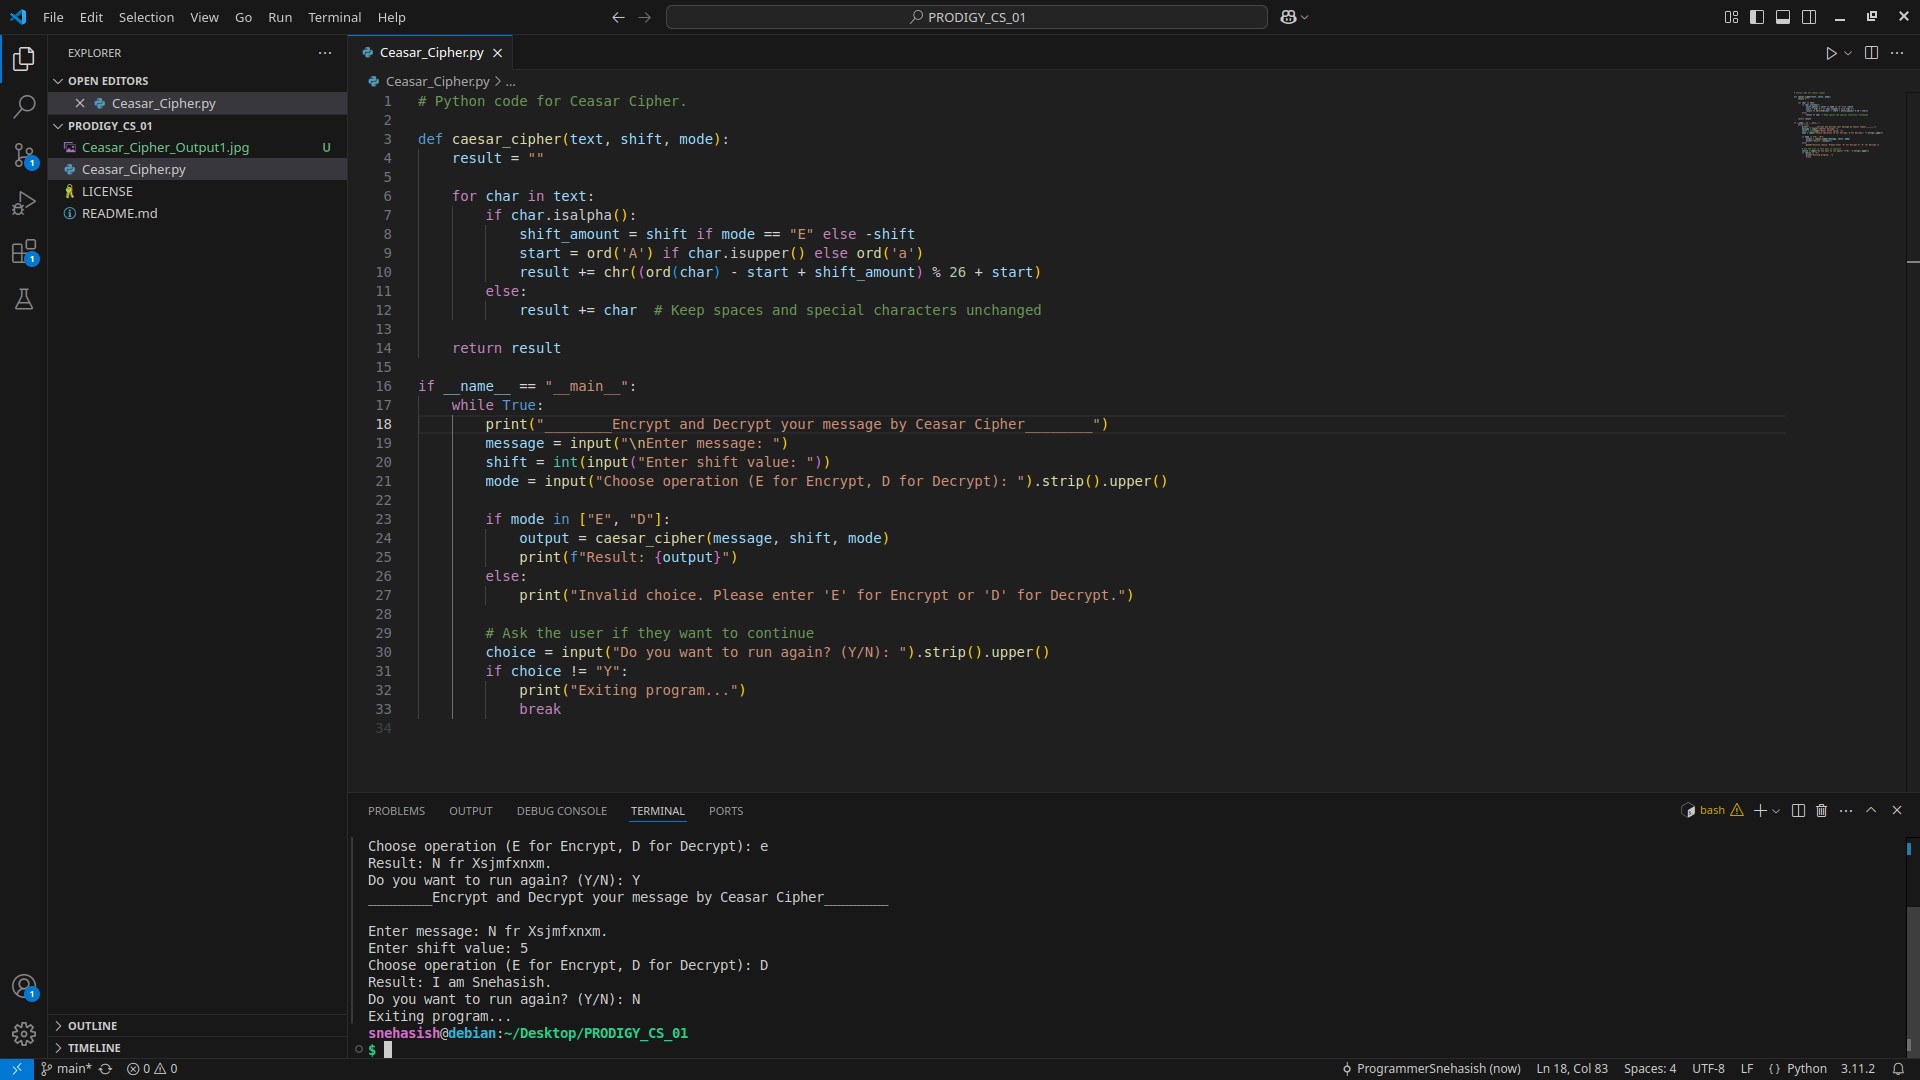 File Edit Selection View Go Run Terminal Help
PRODIGY_CS_01
EXPLORER
OPEN EDITORS
Ceasar_Cipher.py
PRODIGY_CS_01
Ceasar_Cipher_Output1.jpg U
Ceasar_Cipher.py
LICENSE
README.md
1
1
1
OUTLINE
TIMELINE
Ceasar_Cipher.py
Ceasar_Cipher.py > ...
1 # Python code for Ceasar Cipher.
2
3 def caesar_cipher(text, shift, mode):
4     result = ""
5
6     for char in text:
7         if char.isalpha():
8             shift_amount = shift if mode == "E" else -shift
9             start = ord('A') if char.isupper() else ord('a')
10             result += chr((ord(char) - start + shift_amount) % 26 + start)
11         else:
12             result += char  # Keep spaces and special characters unchanged
13
14     return result
15
16 if __name__ == "__main__":
17     while True:
18         print("________Encrypt and Decrypt your message by Ceasar Cipher________")
19         message = input("\nEnter message: ")
20         shift = int(input("Enter shift value: "))
21         mode = input("Choose operation (E for Encrypt, D for Decrypt): ").strip().upper()
22
23         if mode in ["E", "D"]:
24             output = caesar_cipher(message, shift, mode)
25             print(f"Result: {output}")
26         else:
27             print("Invalid choice. Please enter 'E' for Encrypt or 'D' for Decrypt.")
28
29         # Ask the user if they want to continue
30         choice = input("Do you want to run again? (Y/N): ").strip().upper()
31         if choice != "Y":
32             print("Exiting program...")
33             break
34
PROBLEMS OUTPUT DEBUG CONSOLE TERMINAL PORTS
bash
Choose operation (E for Encrypt, D for Decrypt): e
Result: N fr Xsjmfxnxm.
Do you want to run again? (Y/N): Y
________Encrypt and Decrypt your message by Ceasar Cipher________
Enter message: N fr Xsjmfxnxm.
Enter shift value: 5
Choose operation (E for Encrypt, D for Decrypt): D
Result: I am Snehasish.
Do you want to run again? (Y/N): N
Exiting program...
snehasish@debian:~/Desktop/PRODIGY_CS_01
$
main* 0 0 ProgrammerSnehasish (now) Ln 18, Col 83 Spaces: 4 UTF-8 LF {} Python 3.11.2